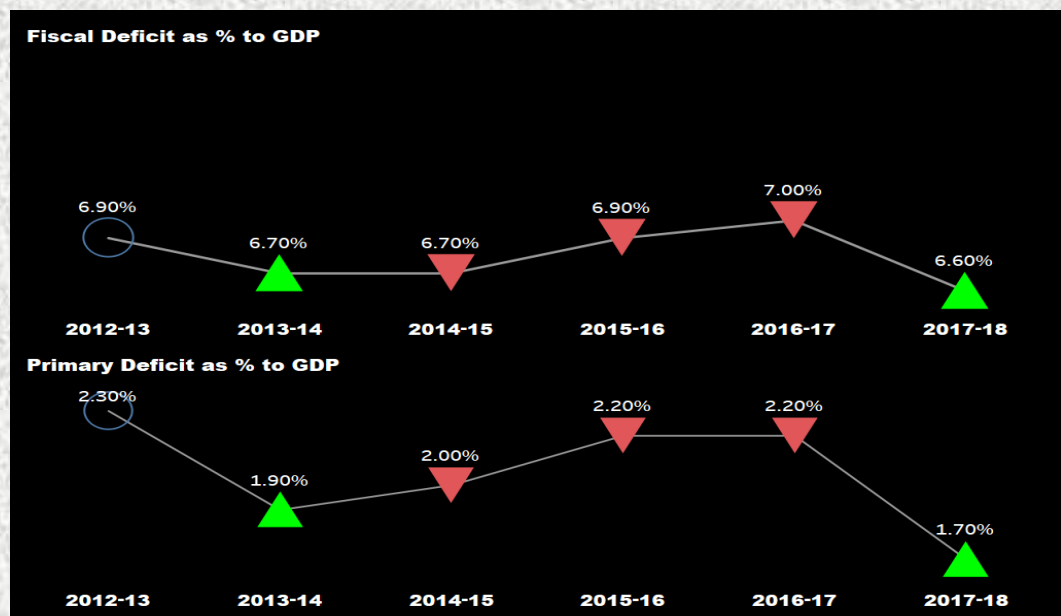 Fiscal Deficit as % to GDP
6.90% 6.70% 6.70% 6.90% 7.00% 6.60%
2012-13 2013-14 2014-15 2015-16 2016-17 2017-18
Primary Deficit as % to GDP
2.30% 1.90% 2.00% 2.20% 2.20% 1.70%
2012-13 2013-14 2014-15 2015-16 2016-17 2017-18